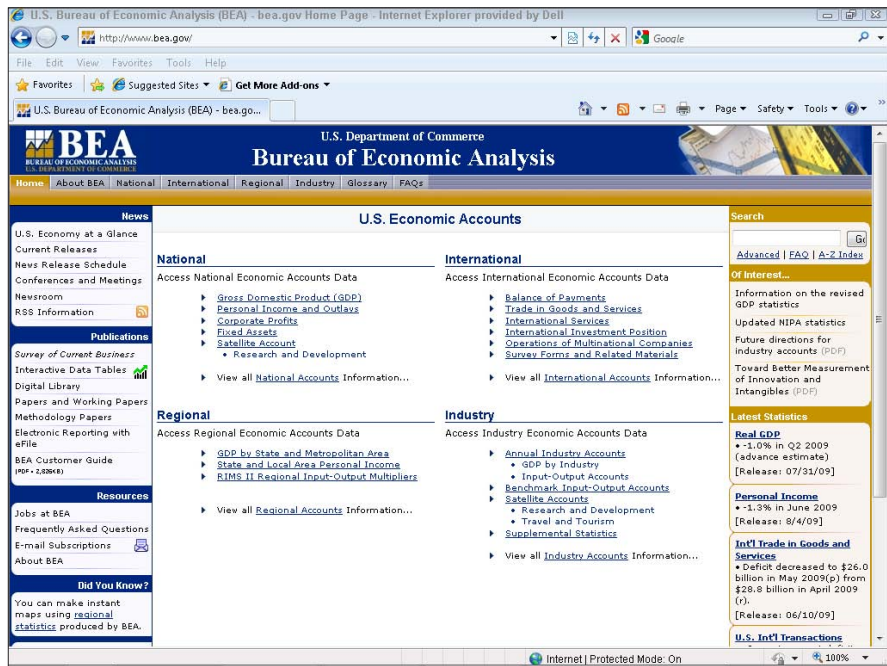 U.S. Bureau of Economic Analysis (BEA) - bea.gov Home Page - Internet Explorer provided by Dell
http://www.bea.gov/
Google
File Edit View Favorites Tools Help
Favorites Suggested Sites Get More Add-ons
U.S. Bureau of Economic Analysis (BEA) - bea.go...
Page Safety Tools
BEA
BUREAU OF ECONOMIC ANALYSIS
U.S. DEPARTMENT OF COMMERCE
U.S. Department of Commerce
Bureau of Economic Analysis
Home About BEA National International Regional Industry Glossary FAQs
News
U.S. Economy at a Glance
Current Releases
News Release Schedule
Conferences and Meetings
Newsroom
RSS Information
Publications
Survey of Current Business
Interactive Data Tables
Digital Library
Papers and Working Papers
Methodology Papers
Electronic Reporting with
eFile
BEA Customer Guide
(PDF • 2,826KB)
Resources
Jobs at BEA
Frequently Asked Questions
E-mail Subscriptions
About BEA
Did You Know?
You can make instant
maps using regional
statistics produced by BEA.
U.S. Economic Accounts
National
Access National Economic Accounts Data
Gross Domestic Product (GDP)
Personal Income and Outlays
Corporate Profits
Fixed Assets
Satellite Account
• Research and Development
View all National Accounts Information...
International
Access International Economic Accounts Data
Balance of Payments
Trade in Goods and Services
International Services
International Investment Position
Operations of Multinational Companies
Survey Forms and Related Materials
View all International Accounts Information...
Regional
Access Regional Economic Accounts Data
GDP by State and Metropolitan Area
State and Local Area Personal Income
RIMS II Regional Input-Output Multipliers
View all Regional Accounts Information...
Industry
Access Industry Economic Accounts Data
Annual Industry Accounts
• GDP by Industry
• Input-Output Accounts
Benchmark Input-Output Accounts
Satellite Accounts
• Research and Development
• Travel and Tourism
Supplemental Statistics
View all Industry Accounts Information...
Search
Go
Advanced | FAQ | A-Z Index
Of Interest...
Information on the revised
GDP statistics
Updated NIPA statistics
Future directions for
industry accounts (PDF)
Toward Better Measurement
of Innovation and
Intangibles (PDF)
Latest Statistics
Real GDP
• -1.0% in Q2 2009
(advance estimate)
[Release: 07/31/09]
Personal Income
• -1.3% in June 2009
[Release: 8/4/09]
Int'l Trade in Goods and
Services
• Deficit decreased to $26.0
billion in May 2009(p) from
$28.8 billion in April 2009
(r).
[Release: 06/10/09]
U.S. Int'l Transactions
Internet | Protected Mode: On
100%